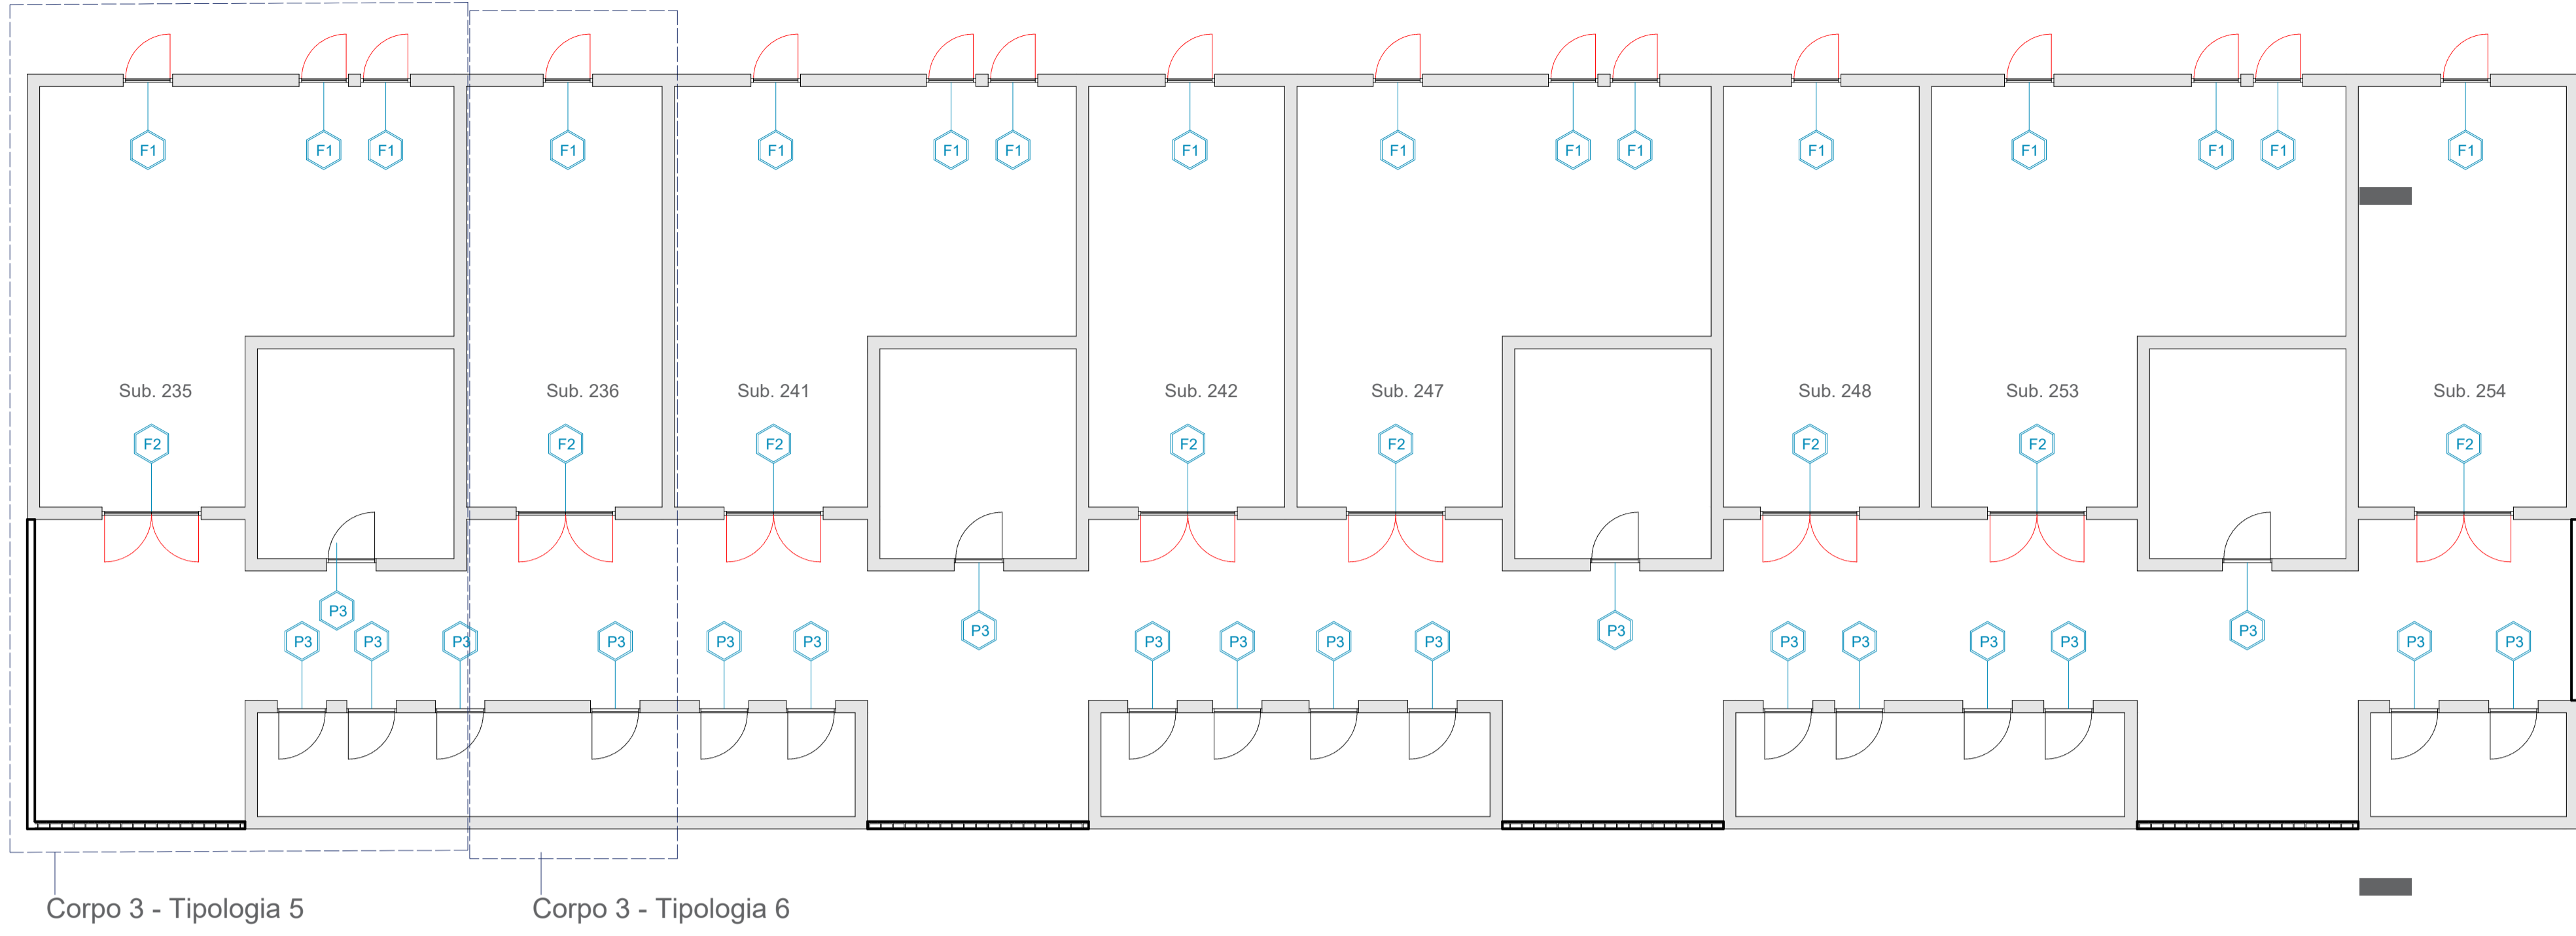 F1 F1 F1 F1 F1 F1 F1 F1 F1 F1 F1 F1 F1 F1 F1 F1
Sub. 235 Sub. 236 Sub. 241 Sub. 242 Sub. 247 Sub. 248 Sub. 253 Sub. 254
F2 F2 F2 F2 F2 F2 F2 F2
P3
P3 P3 P3
P3 P3 P3 P3 P3 P3 P3 P3 P3 P3 P3 P3 P3 P3 P3 P3
Corpo 3 - Tipologia 5 Corpo 3 - Tipologia 6